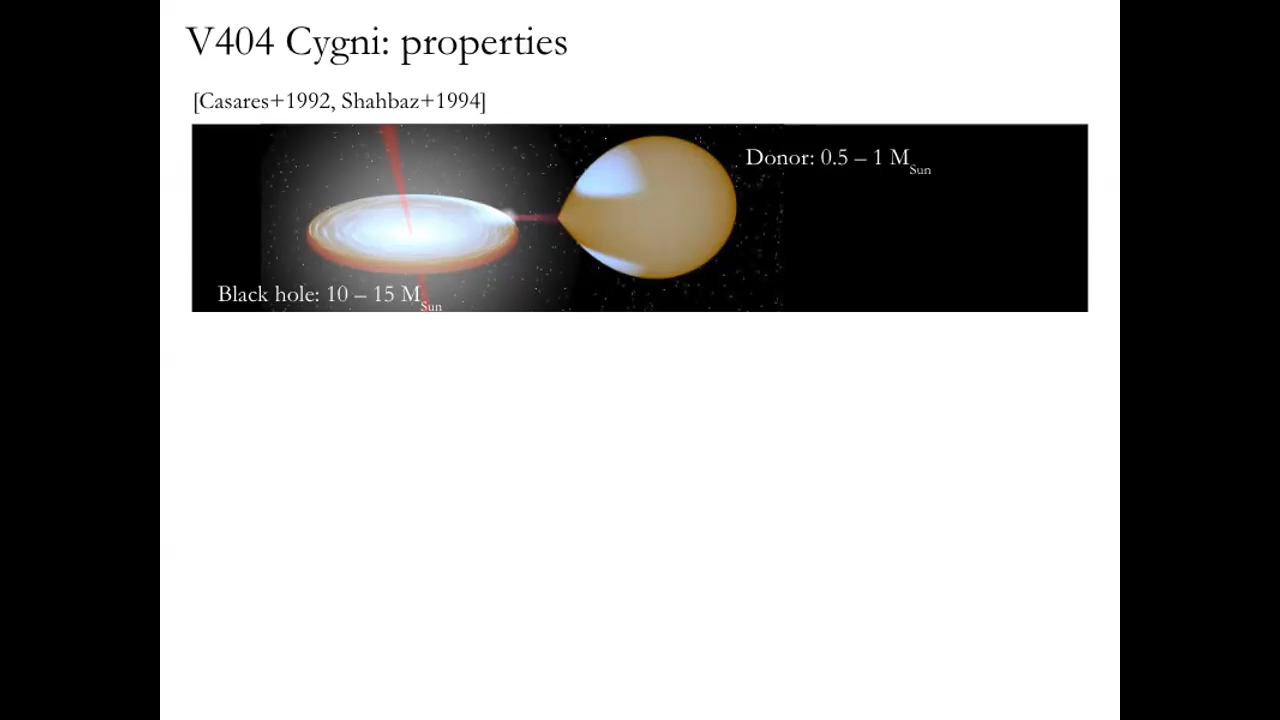 V404 Cygni: properties
[Casares+1992, Shahbaz+1994]
Donor: 0.5 – 1 MSun
Black hole: 10 – 15 MSun